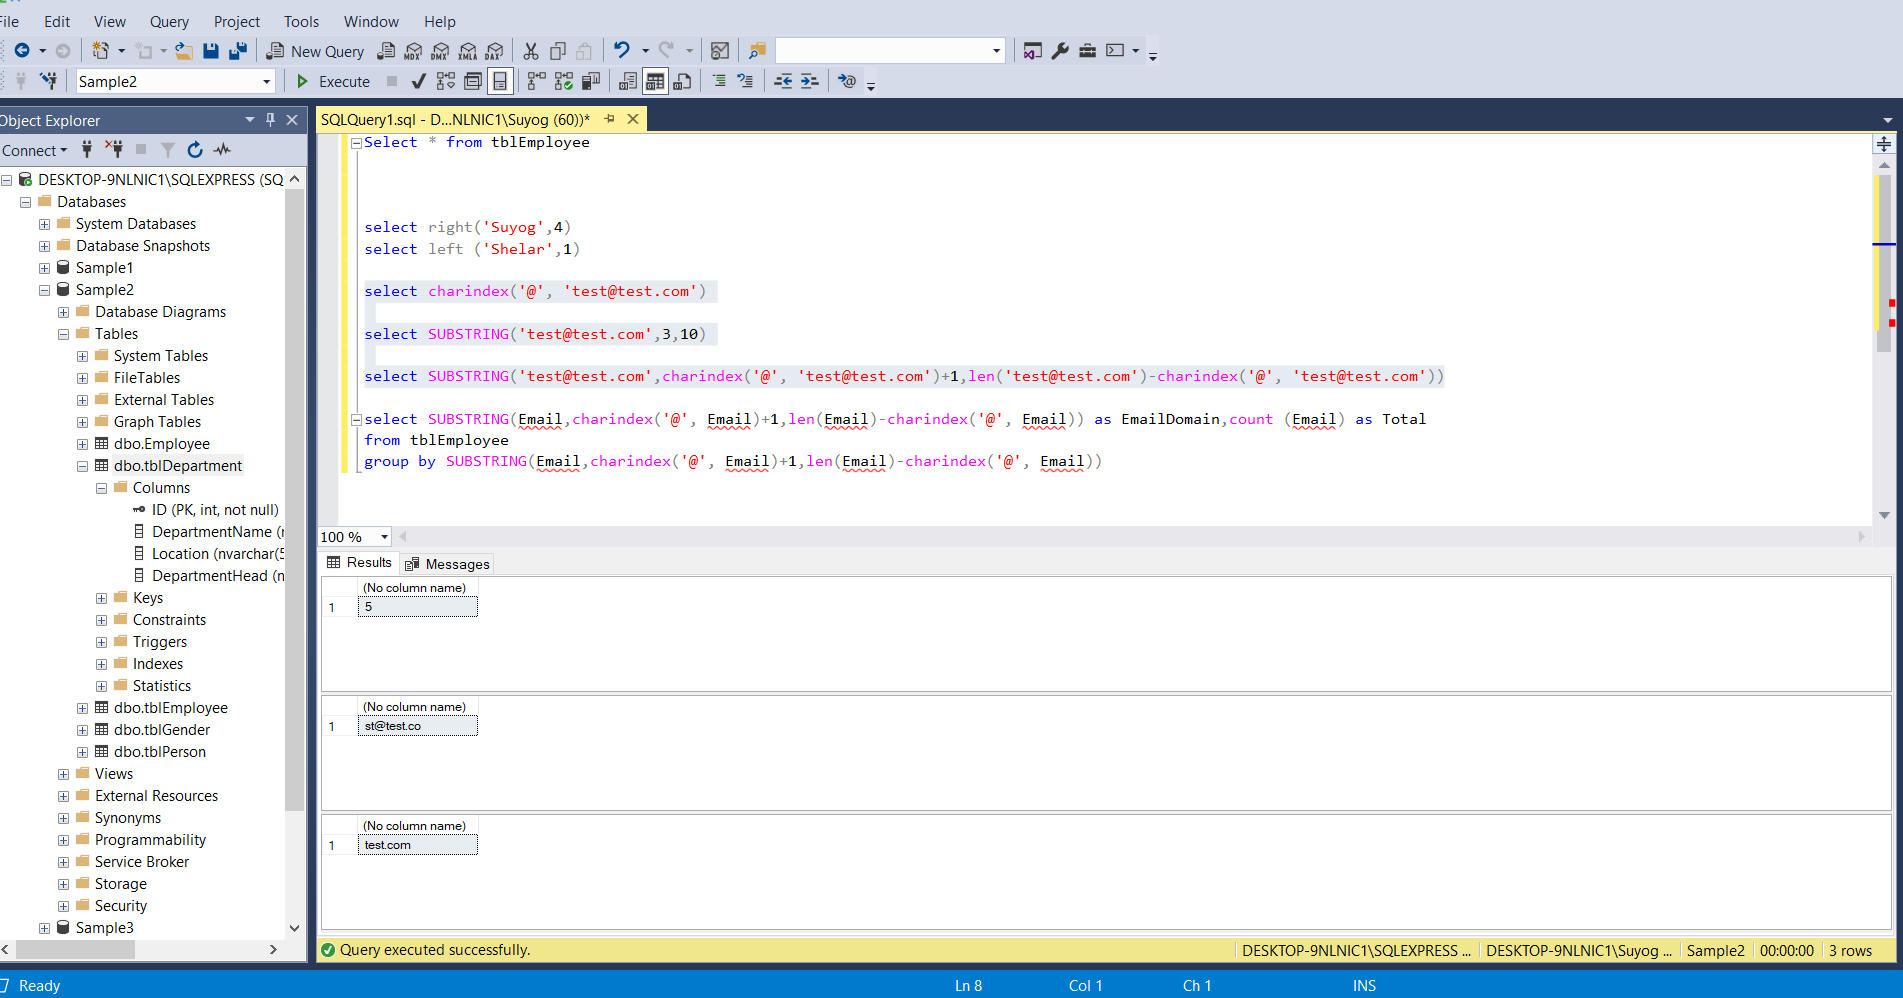 File Edit View Query Project Tools Window Help
New Query MDX DMX XMLA DAX
Sample2 Execute
Object Explorer
Connect
DESKTOP-9NLNIC1\SQLEXPRESS (SQ
Databases
System Databases
Database Snapshots
Sample1
Sample2
Database Diagrams
Tables
System Tables
FileTables
External Tables
Graph Tables
dbo.Employee
dbo.tblDepartment
Columns
ID (PK, int, not null)
DepartmentName (
Location (nvarchar(5
DepartmentHead (n
Keys
Constraints
Triggers
Indexes
Statistics
dbo.tblEmployee
dbo.tblGender
dbo.tblPerson
Views
External Resources
Synonyms
Programmability
Service Broker
Storage
Security
Sample3
SQLQuery1.sql - D...NLNIC1\Suyog (60))*
Select * from tblEmployee
select right('Suyog',4)
select left ('Shelar',1)
select charindex('@', 'test@test.com')
select SUBSTRING('test@test.com',3,10)
select SUBSTRING('test@test.com',charindex('@', 'test@test.com')+1,len('test@test.com')-charindex('@', 'test@test.com'))
select SUBSTRING(Email,charindex('@', Email)+1,len(Email)-charindex('@', Email)) as EmailDomain,count (Email) as Total
from tblEmployee
group by SUBSTRING(Email,charindex('@', Email)+1,len(Email)-charindex('@', Email))
100 %
Results Messages
(No column name)
1 5
(No column name)
1 st@test.co
(No column name)
1 test.com
Query executed successfully. DESKTOP-9NLNIC1\SQLEXPRESS ... DESKTOP-9NLNIC1\Suyog ... Sample2 00:00:00 3 rows
Ready Ln 8 Col 1 Ch 1 INS